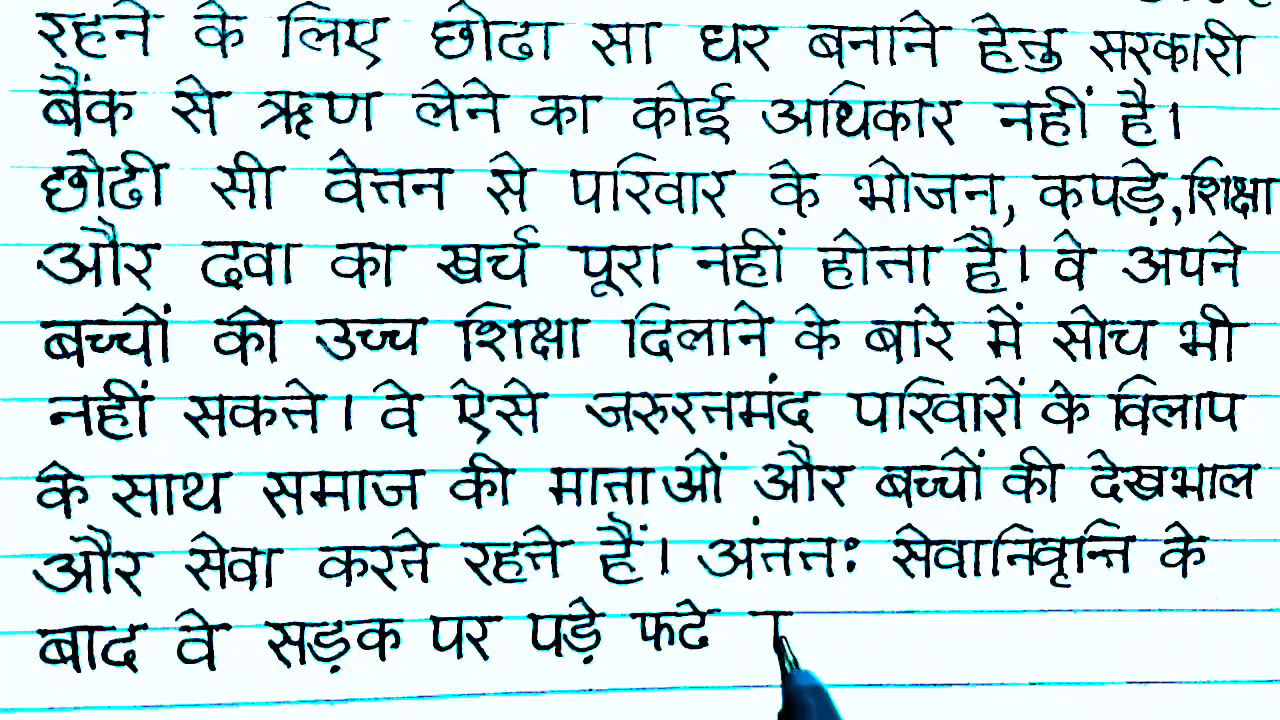 रहने के लिए छोटा सा घर बनाने हेतु सरकारी
बैंक से ऋण लेने का कोई अधिकार नहीं है।
छोटी सी वेतन से परिवार के भोजन, कपड़े, शिक्षा
और दवा का खर्च पूरा नहीं होता है। वे अपने
बच्चों को उच्च शिक्षा दिलाने के बारे में सोच भी
नहीं सकते। वे ऐसे जरुरतमंद परिवारों के विलाप
के साथ समाज की माताओं और बच्चों की देखभाल
और सेवा करते रहते हैं। अंततः सेवानिवृत्ति के
बाद वे सड़क पर पड़े फटे